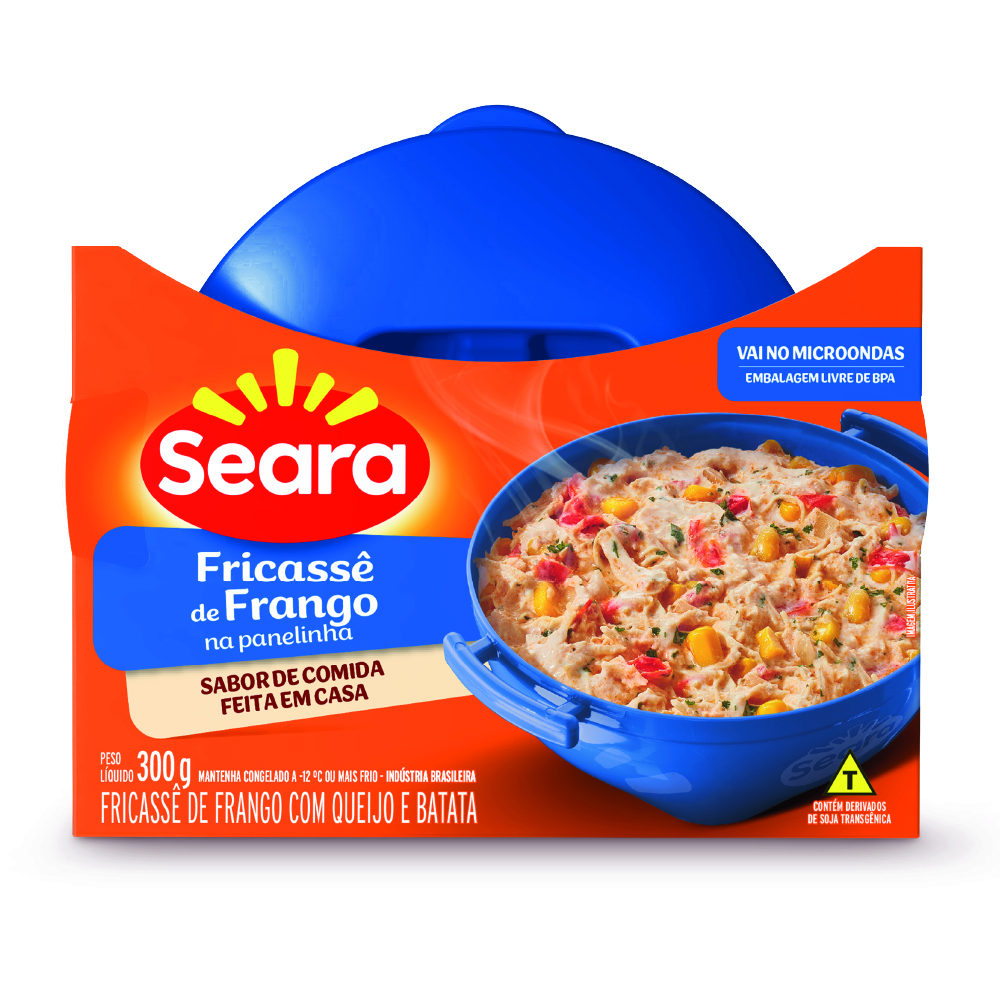 VAI NO MICROONDAS
EMBALAGEM LIVRE DE BPA
Seara
Fricassê
de Frango
na panelinha
SABOR DE COMIDA
FEITA EM CASA
PESO
LÍQUIDO 300 g MANTENHA CONGELADO A -12 ºC OU MAIS FRIO - INDÚSTRIA BRASILEIRA
FRICASSÊ DE FRANGO COM QUEIJO E BATATA
IMAGEM ILUSTRATIVA
Seara
T
CONTÉM DERIVADOS
DE SOJA TRANSGÊNICA